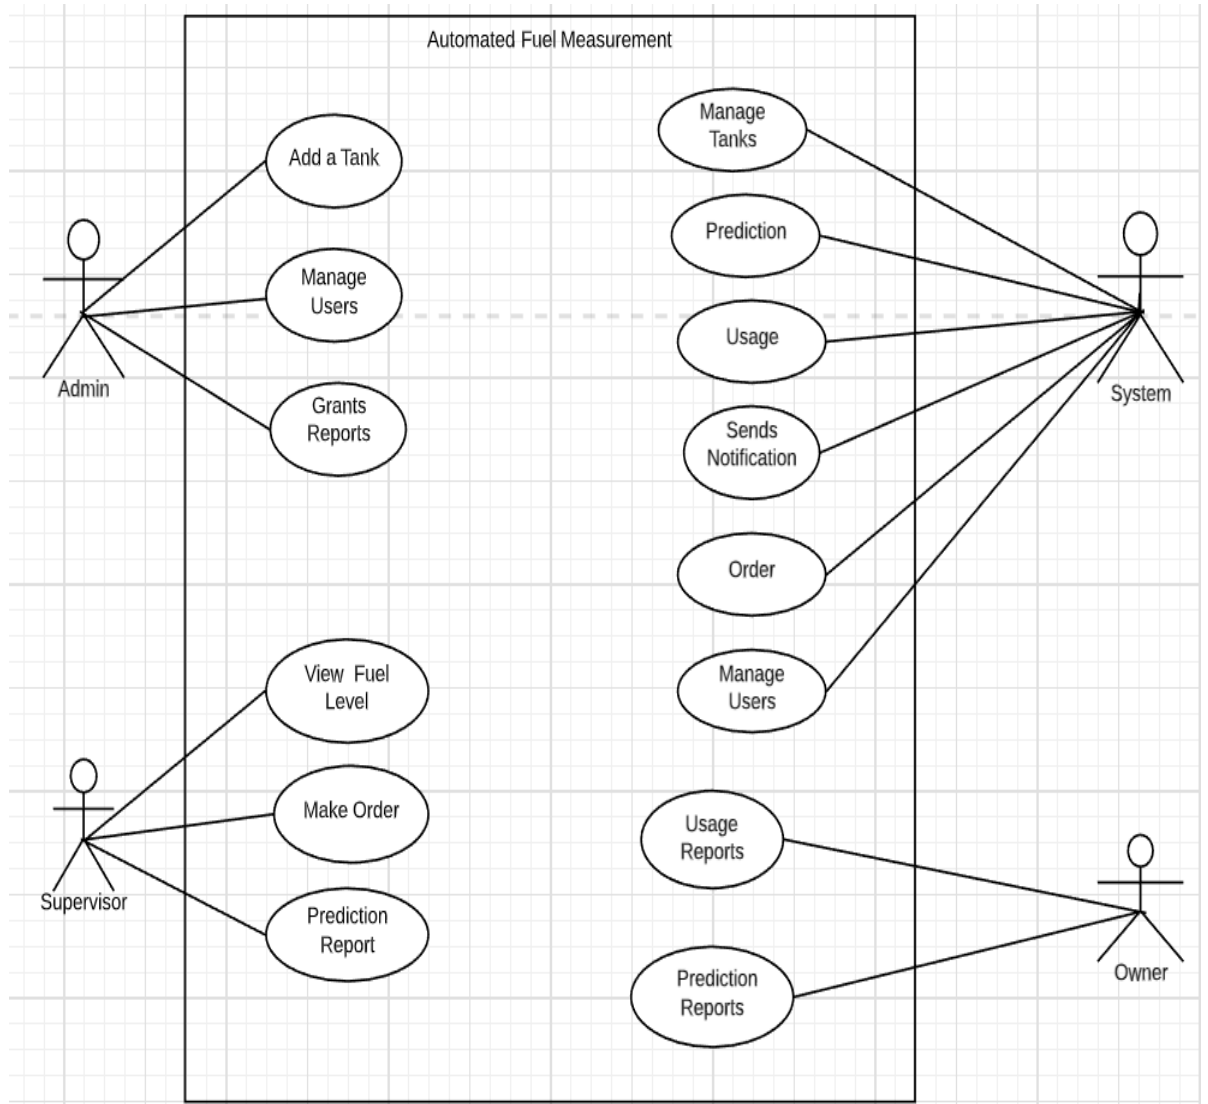 Automated Fuel Measurement
Add a Tank
Manage
Users
Grants
Reports
Admin
Manage
Tanks
Prediction
Usage
Sends
Notification
Order
Manage
Users
System
View Fuel
Level
Make Order
Prediction
Report
Supervisor
Usage
Reports
Prediction
Reports
Owner